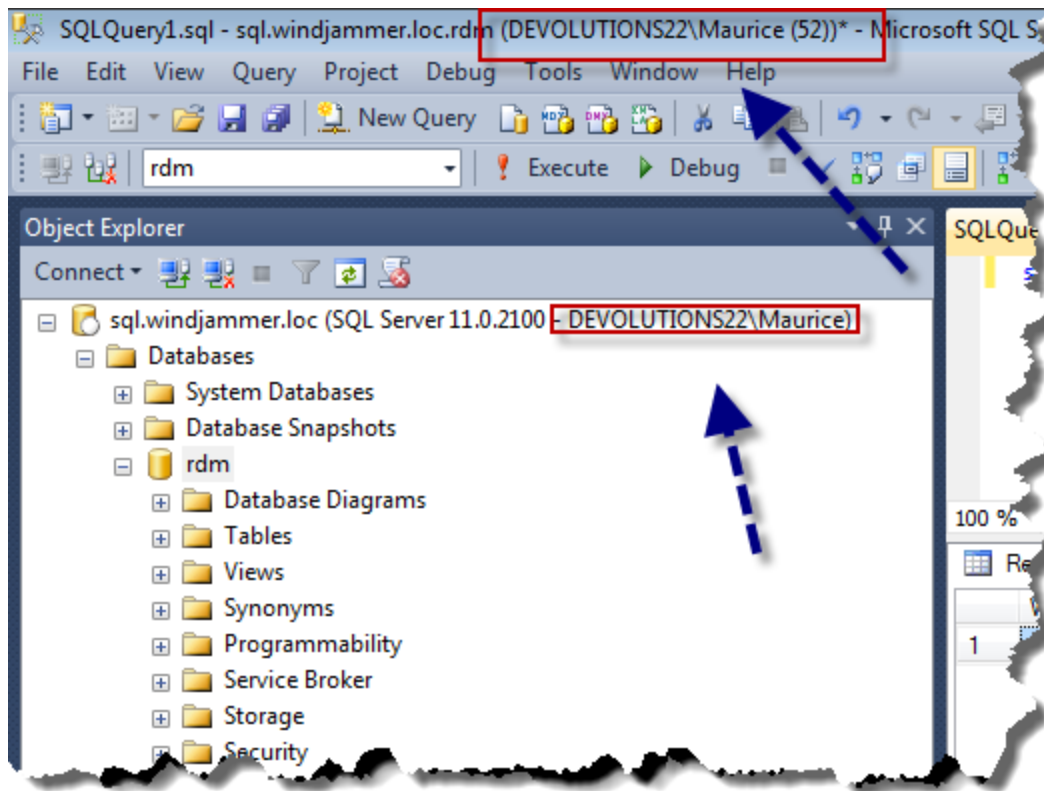 SQLQuery1.sql - sql.windjammer.loc.rdm (DEVOLUTIONS22\Maurice (52))* - Microsoft SQL
File Edit View Query Project Debug Tools Window Help
New Query
rdm Execute Debug
Object Explorer
SQLQue
Connect
sql.windjammer.loc (SQL Server 11.0.2100 - DEVOLUTIONS22\Maurice)
Databases
System Databases
Database Snapshots
rdm
Database Diagrams
100 %
Tables
Views
Re
Synonyms
Programmability
1
Service Broker
Storage
Security